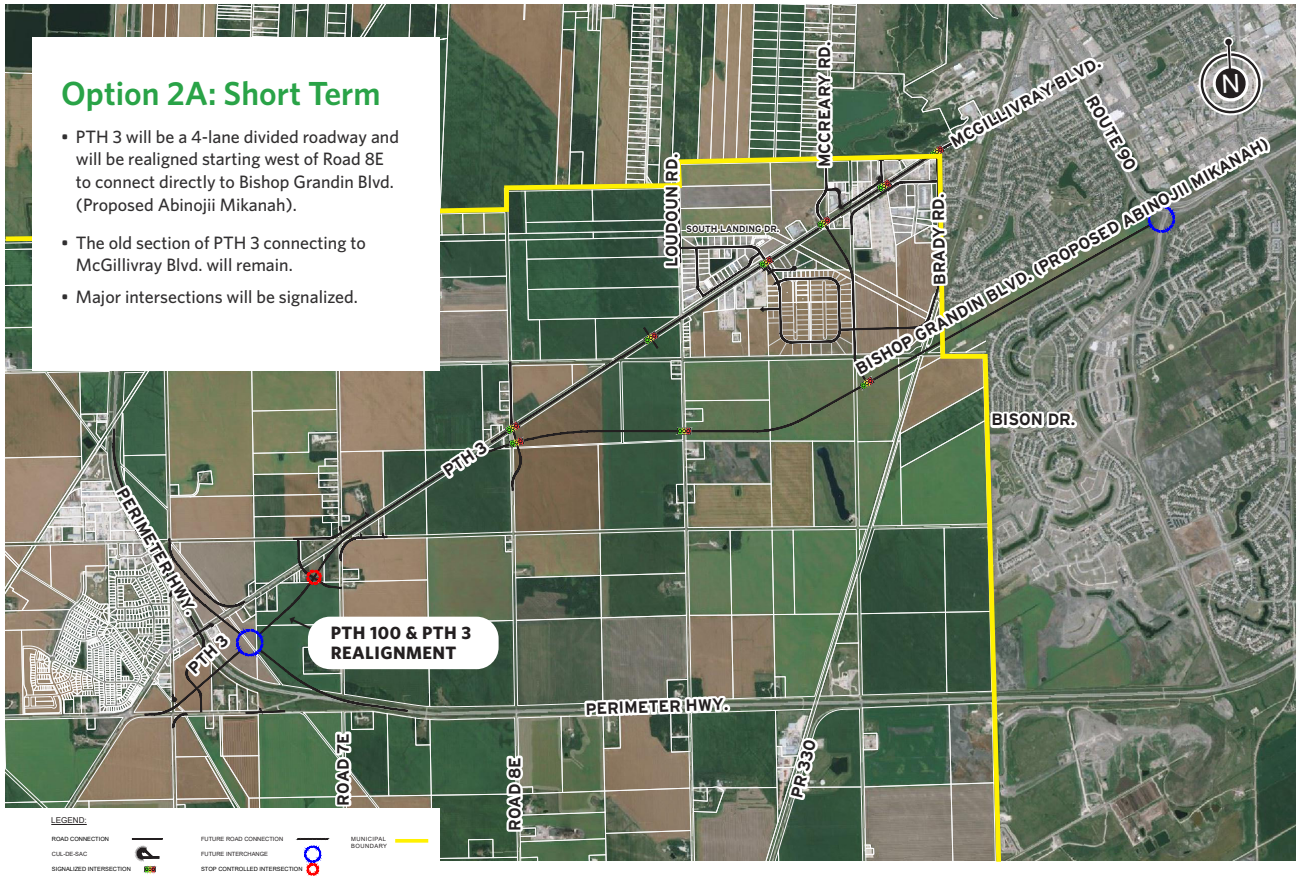 Option 2A: Short Term
▪ PTH 3 will be a 4-lane divided roadway and
will be realigned starting west of Road 8E
to connect directly to Bishop Grandin Blvd.
(Proposed Abinojii Mikanah).
▪ The old section of PTH 3 connecting to
McGillivray Blvd. will remain.
▪ Major intersections will be signalized.
N
MCGILLIVRAY BLVD.
ROUTE 90
MCCREARY RD.
LOUDOUN RD.
SOUTH LANDING DR.
BRADY RD.
BISHOP GRANDIN BLVD. (PROPOSED ABINOJII MIKANAH)
BISON DR.
PTH 3
PERIMETER HWY.
PTH 3
PTH 100 & PTH 3
REALIGNMENT
PERIMETER HWY.
ROAD 7E
ROAD 8E
PR 330
LEGEND:
ROAD CONNECTION
CUL-DE-SAC
SIGNALIZED INTERSECTION
FUTURE ROAD CONNECTION
FUTURE INTERCHANGE
STOP CONTROLLED INTERSECTION
MUNICIPAL
BOUNDARY